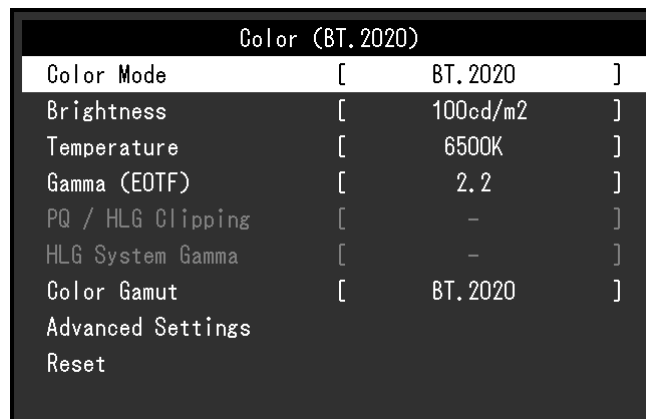 Color (BT.2020)
Color Mode [ BT.2020 ]
Brightness [ 100cd/m2 ]
Temperature [ 6500K ]
Gamma (EOTF) [ 2.2 ]
PQ / HLG Clipping [ – ]
HLG System Gamma [ – ]
Color Gamut [ BT.2020 ]
Advanced Settings
Reset